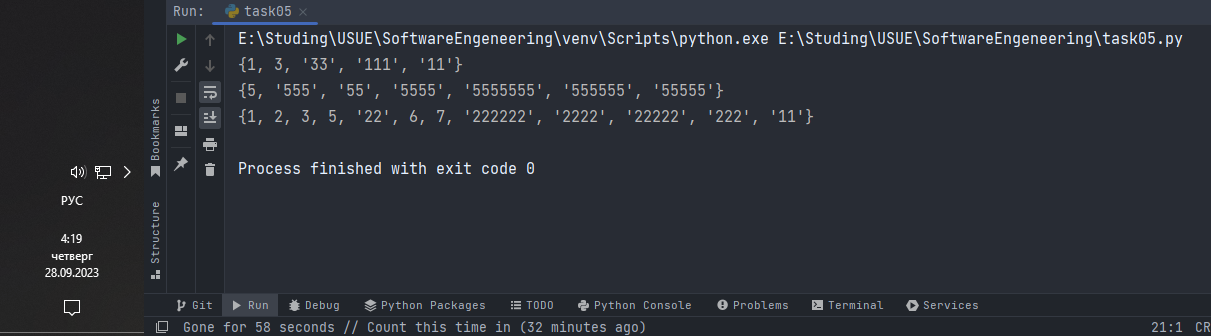 Run: task05
E:\Studing\USUE\SoftwareEngeneering\venv\Scripts\python.exe E:\Studing\USUE\SoftwareEngeneering\task05.py
{1, 3, '33', '111', '11'}
{5, '555', '55', '5555', '5555555', '555555', '55555'}
{1, 2, 3, 5, '22', 6, 7, '222222', '2222', '22222', '222', '11'}
Process finished with exit code 0
Bookmarks
Structure
РУС
4:19
четверг
28.09.2023
Git Run Debug Python Packages TODO Python Console Problems Terminal Services
Gone for 58 seconds // Count this time in (32 minutes ago) 21:1 CR